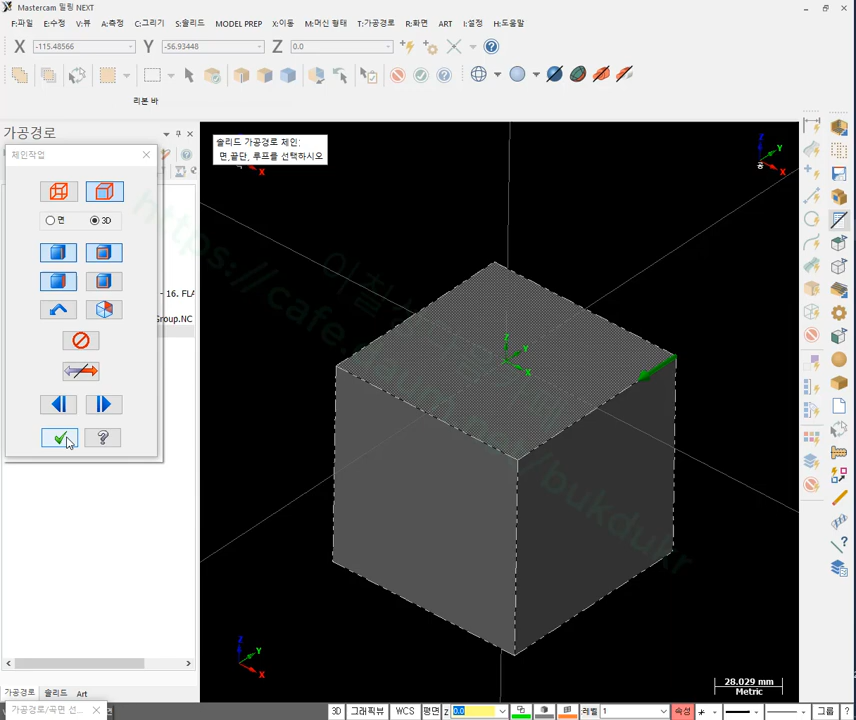 Mastercam 밀링 NEXT
F:파일 E:수정 V:뷰 A:측정 C:그리기 S:솔리드 MODEL PREP X:이동 M:머신 형태 T:가공경로 R:화면 ART I:설정 H:도움말
X -115.48566 Y -56.93448 Z 0.0
리본 바
가공경로
체인작업
솔리드 가공경로 체인:
면,끝단, 루프를 선택하시오
면 3D
- 16. FLA
Group.NC
Z
Y
X
Y
X
Z
Y
X
https://cafe.daum.net/bukdukr
28.029 mm
Metric
가공경로 솔리드 Art
가공경로/곡면 선...
3D 그래픽뷰 WCS 평면 Z 0.0 레벨 1 속성 그룹 ?